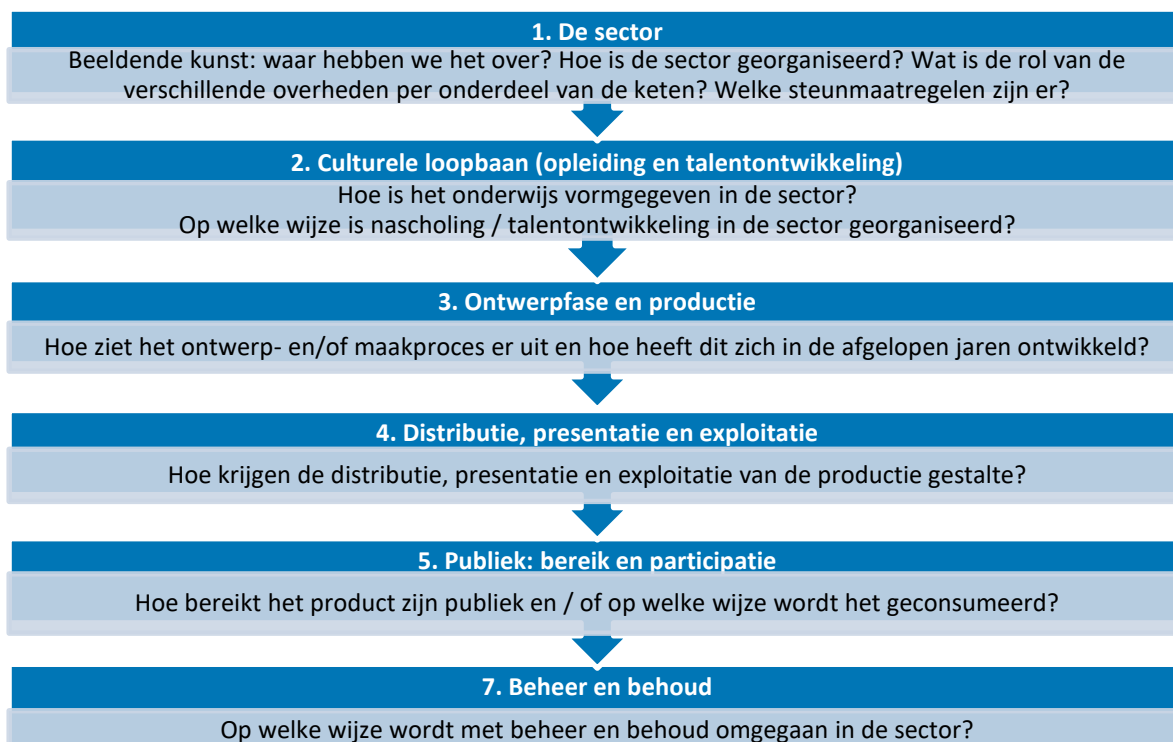 1. De sector
Beeldende kunst: waar hebben we het over? Hoe is de sector georganiseerd? Wat is de rol van de
verschillende overheden per onderdeel van de keten? Welke steunmaatregelen zijn er?
2. Culturele loopbaan (opleiding en talentontwikkeling)
Hoe is het onderwijs vormgegeven in de sector?
Op welke wijze is nascholing / talentontwikkeling in de sector georganiseerd?
3. Ontwerpfase en productie
Hoe ziet het ontwerp- en/of maakproces er uit en hoe heeft dit zich in de afgelopen jaren ontwikkeld?
4. Distributie, presentatie en exploitatie
Hoe krijgen de distributie, presentatie en exploitatie van de productie gestalte?
5. Publiek: bereik en participatie
Hoe bereikt het product zijn publiek en / of op welke wijze wordt het geconsumeerd?
7. Beheer en behoud
Op welke wijze wordt met beheer en behoud omgegaan in de sector?